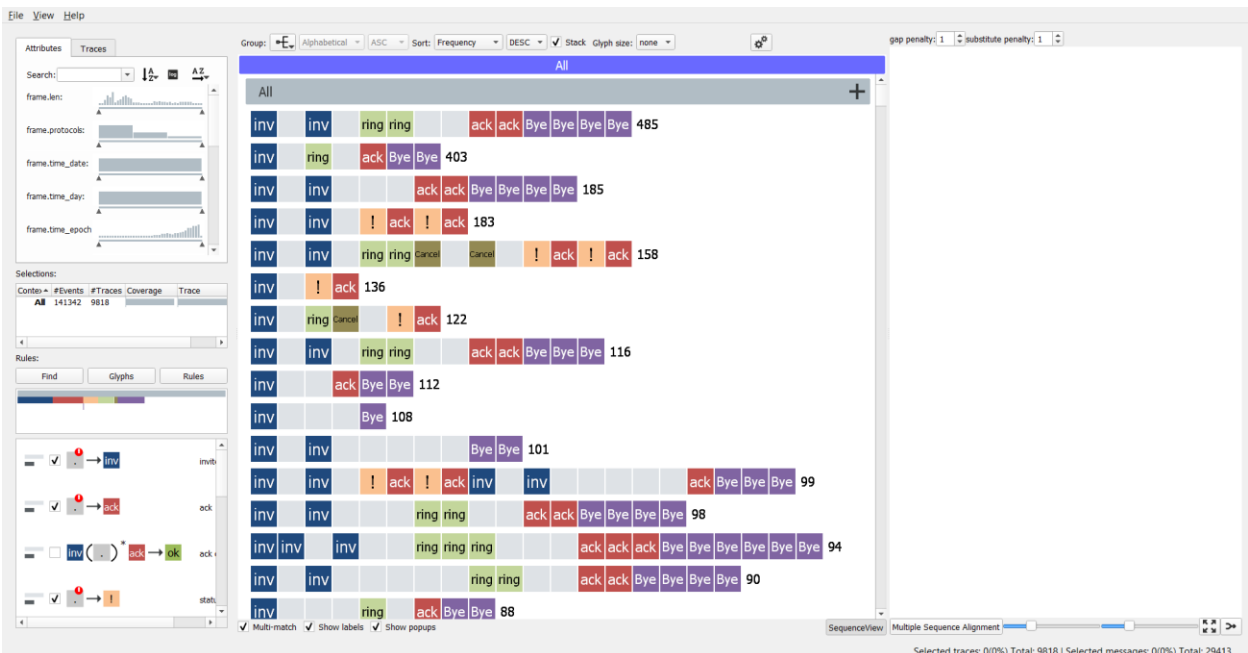 File View Help
Attributes Traces
Search: A Z log AZ
frame.len:
frame.protocols:
frame.time_date:
frame.time_day:
frame.time_epoch
Selections:
#Events #Traces Coverage Trace
All 141342 9818
Rules:
Find Glyphs Rules
. → inv invit
. → ack ack
inv ( . ) * ack → ok ack
. → ! statu
Group: Alphabetical ASC Sort: Frequency DESC Stack Glyph size: none
All
All +
inv inv ring ring ack ack Bye Bye Bye Bye 485
inv ring ack Bye Bye 403
inv inv ack ack Bye Bye Bye Bye 185
inv inv ! ack ! ack 183
inv inv ring ring Cancel Cancel ! ack ! ack 158
inv ! ack 136
inv ring Cancel ! ack 122
inv inv ring ring ack ack Bye Bye Bye 116
inv ack Bye Bye 112
inv Bye 108
inv inv Bye Bye 101
inv inv ! ack ! ack inv inv ack Bye Bye Bye 99
inv inv ring ring ack ack Bye Bye Bye Bye 98
inv inv inv ring ring ring ack ack ack Bye Bye Bye Bye Bye Bye 94
inv inv ring ring ack ack Bye Bye Bye Bye 90
inv ring ack Bye Bye 88
Multi-match Show labels Show popups SequenceView
gap penalty: 1 substitute penalty: 1
Multiple Sequence Alignment
Selected traces: 0(0%) Total: 9818 | Selected messages: 0(0%) Total: 29413